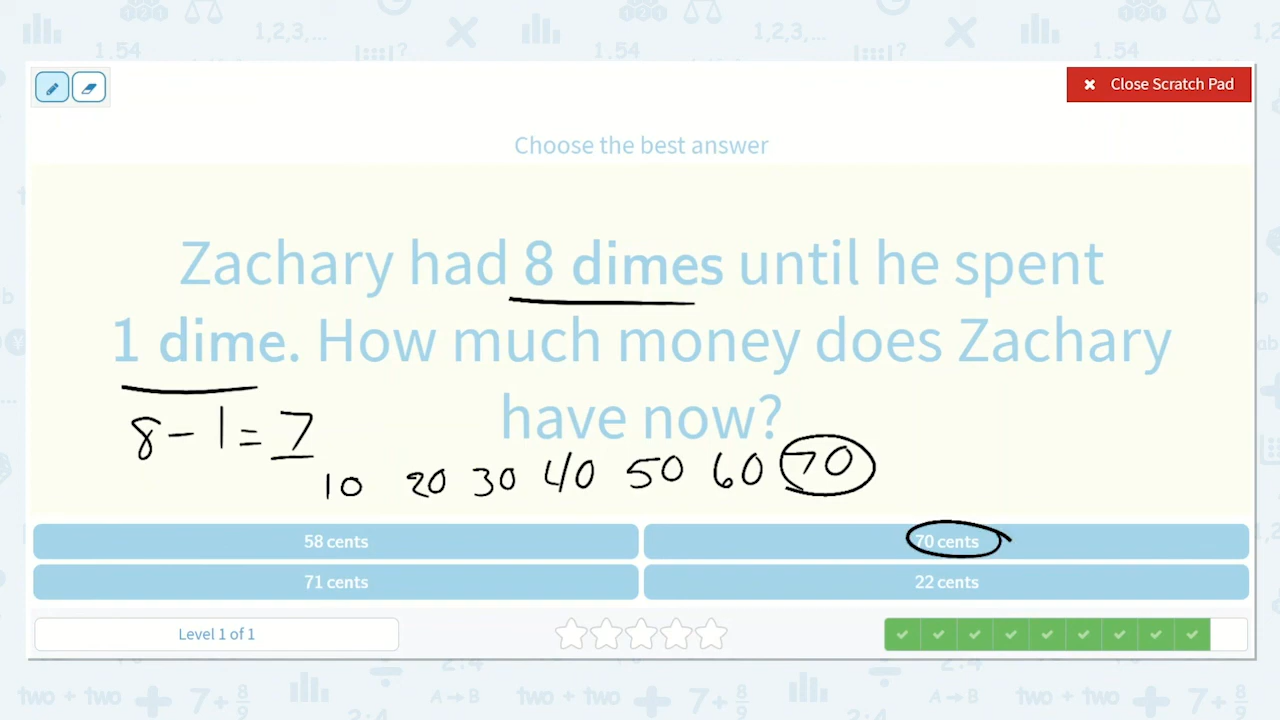 Close Scratch Pad
Choose the best answer
Zachary had 8 dimes until he spent
1 dime. How much money does Zachary
have now?
8 - 1 = 7
10 20 30 40 50 60 70
58 cents
70 cents
71 cents
22 cents
Level 1 of 1